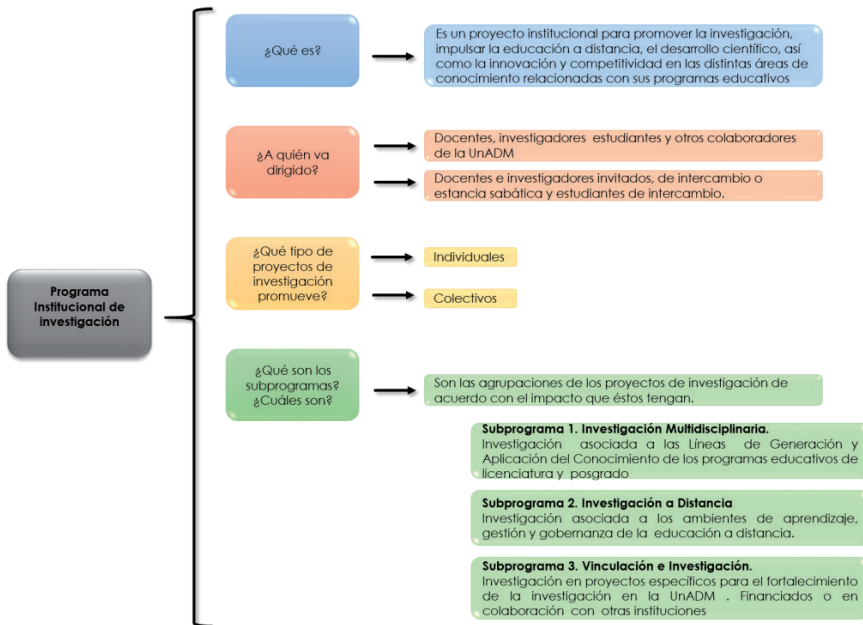 Programa
Institucional de
investigación
¿Qué es?
Es un proyecto institucional para promover la investigación,
impulsar la educación a distancia, el desarrollo científico, así
como la innovación y competitividad en las distintas áreas de
conocimiento relacionadas con sus programas educativos
¿A quién va
dirigido?
Docentes, investigadores estudiantes y otros colaboradores
de la UnADM
Docentes e investigadores invitados, de intercambio o
estancia sabática y estudiantes de intercambio.
¿Qué tipo de
proyectos de
investigación
promueve?
Individuales
Colectivos
¿Qué son los
subprogramas?
¿Cuáles son?
Son las agrupaciones de los proyectos de investigación de
acuerdo con el impacto que éstos tengan.
Subprograma 1. Investigación Multidisciplinaria.
Investigación asociada a las Líneas de Generación y
Aplicación del Conocimiento de los programas educativos de
licenciatura y posgrado
Subprograma 2. Investigación a Distancia
Investigación asociada a los ambientes de aprendizaje,
gestión y gobernanza de la educación a distancia.
Subprograma 3. Vinculación e Investigación.
Investigación en proyectos específicos para el fortalecimiento
de la investigación en la UnADM . Financiados o en
colaboración con otras instituciones